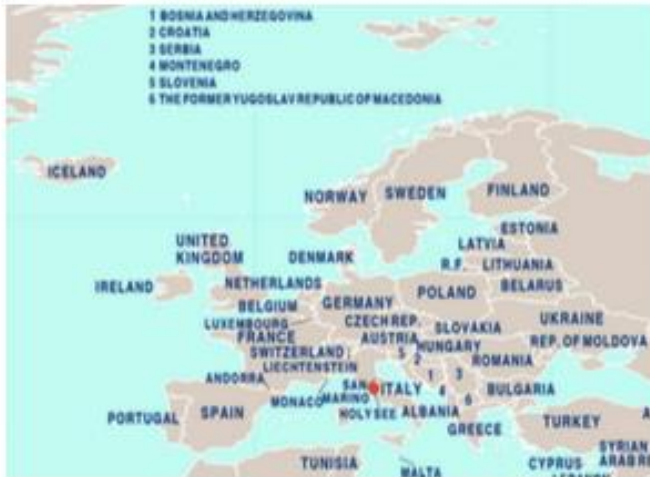 1 BOSNIA AND HERZEGOVINA
2 CROATIA
3 SERBIA
4 MONTENEGRO
5 SLOVENIA
6 THE FORMER YUGOSLAV REPUBLIC OF MACEDONIA
ICELAND
NORWAY
SWEDEN
FINLAND
ESTONIA
UNITED
KINGDOM
LATVIA
DENMARK
R.F.
LITHUANIA
IRELAND
NETHERLANDS
BELARUS
POLAND
BELGIUM
GERMANY
LUXEMBOURG
CZECH REP.
UKRAINE
SLOVAKIA
FRANCE
AUSTRIA
HUNGARY
REP. OF MOLDOVA
SWITZERLAND
5
2
ROMANIA
LIECHTENSTEIN
ANDORRA
1
3
SAN
MARINO
ITALY
4
BULGARIA
MONACO
6
HOLY SEE
ALBANIA
PORTUGAL
SPAIN
TURKEY
GREECE
SYRIAN
ARAB RE
TUNISIA
CYPRUS
MALTA